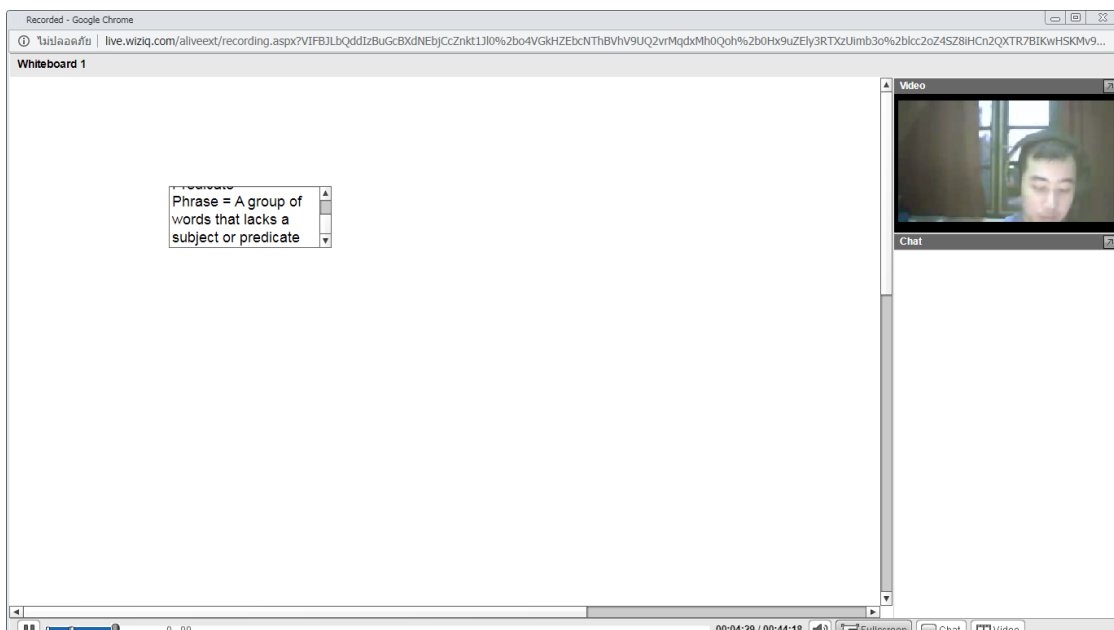 Recorded - Google Chrome
ไม่ปลอดภัย | live.wiziq.com/aliveext/recording.aspx?VIFBJLbQddIzBuGcBXdNEbjCcZnkt1Jl0%2bo4VGkHZEbcNThBVhV9UQ2vrMqdxMh0Qoh%2b0Hx9uZEly3RTXzUimb3o%2blcc2oZ4SZ8iHCn2QXTR7BIKwHSKMv9...
Whiteboard 1
Video
Predicate
Phrase = A group of
words that lacks a
subject or predicate
Chat
00:04:39 / 00:44:18 Fullscreen Chat Video